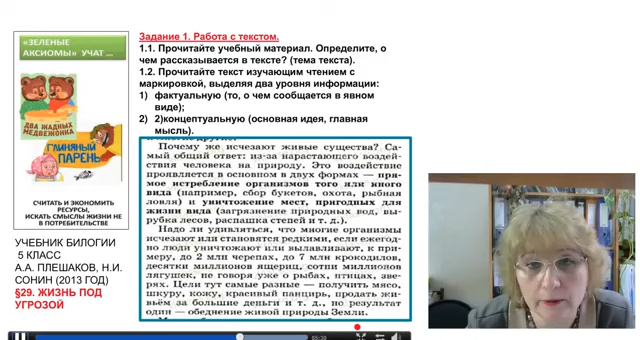 «ЗЕЛЕНЫЕ
АКСИОМЫ» УЧАТ ...
ДВА ЖАДНЫХ
МЕДВЕЖОНКА
ГЛИНЯНЫЙ
ПАРЕНЬ
СЧИТАТЬ И ЭКОНОМИТЬ
РЕСУРСЫ,
ИСКАТЬ СМЫСЛЫ ЖИЗНИ НЕ
В ПОТРЕБИТЕЛЬСТВЕ
УЧЕБНИК БИЛОГИИ
5 КЛАСС
А.А. ПЛЕШАКОВ, Н.И.
СОНИН (2013 ГОД)
§29. ЖИЗНЬ ПОД
УГРОЗОЙ
Задание 1. Работа с текстом.
1.1. Прочитайте учебный материал. Определите, о
чем рассказывается в тексте? (тема текста).
1.2. Прочитайте текст изучающим чтением с
маркировкой, выделяя два уровня информации:
1) фактуальную (то, о чем сообщается в явном
виде);
2) 2)концептуальную (основная идея, главная
мысль).
Почему же исчезают живые существа? Са-
мый общий ответ: из-за нарастающего воздей-
ствия человека на природу. Это воздействие
проявляется в основном в двух формах — пря-
мое истребление организмов того или иного
вида (например, сбор букетов, охота, рыбная
ловля) и уничтожение мест, пригодных для
жизни вида (загрязнение природных вод, вы-
рубка лесов, распашка степей и т. д.).
Надо ли удивляться, что многие организмы
исчезают или становятся редкими, если ежегод-
но люди уничтожают или вылавливают, к при-
меру, до 2 млн черепах, до 7 млн крокодилов,
десятки миллионов ящериц, сотни миллионов
лягушек, не говоря уже о рыбах, птицах, зве-
рях. Цели тут самые разные — получить мясо,
шкуру, кожу, красивый панцирь, продать жи-
вьём за большие деньги и т. д., но результат
один — обеднение живой природы Земли.